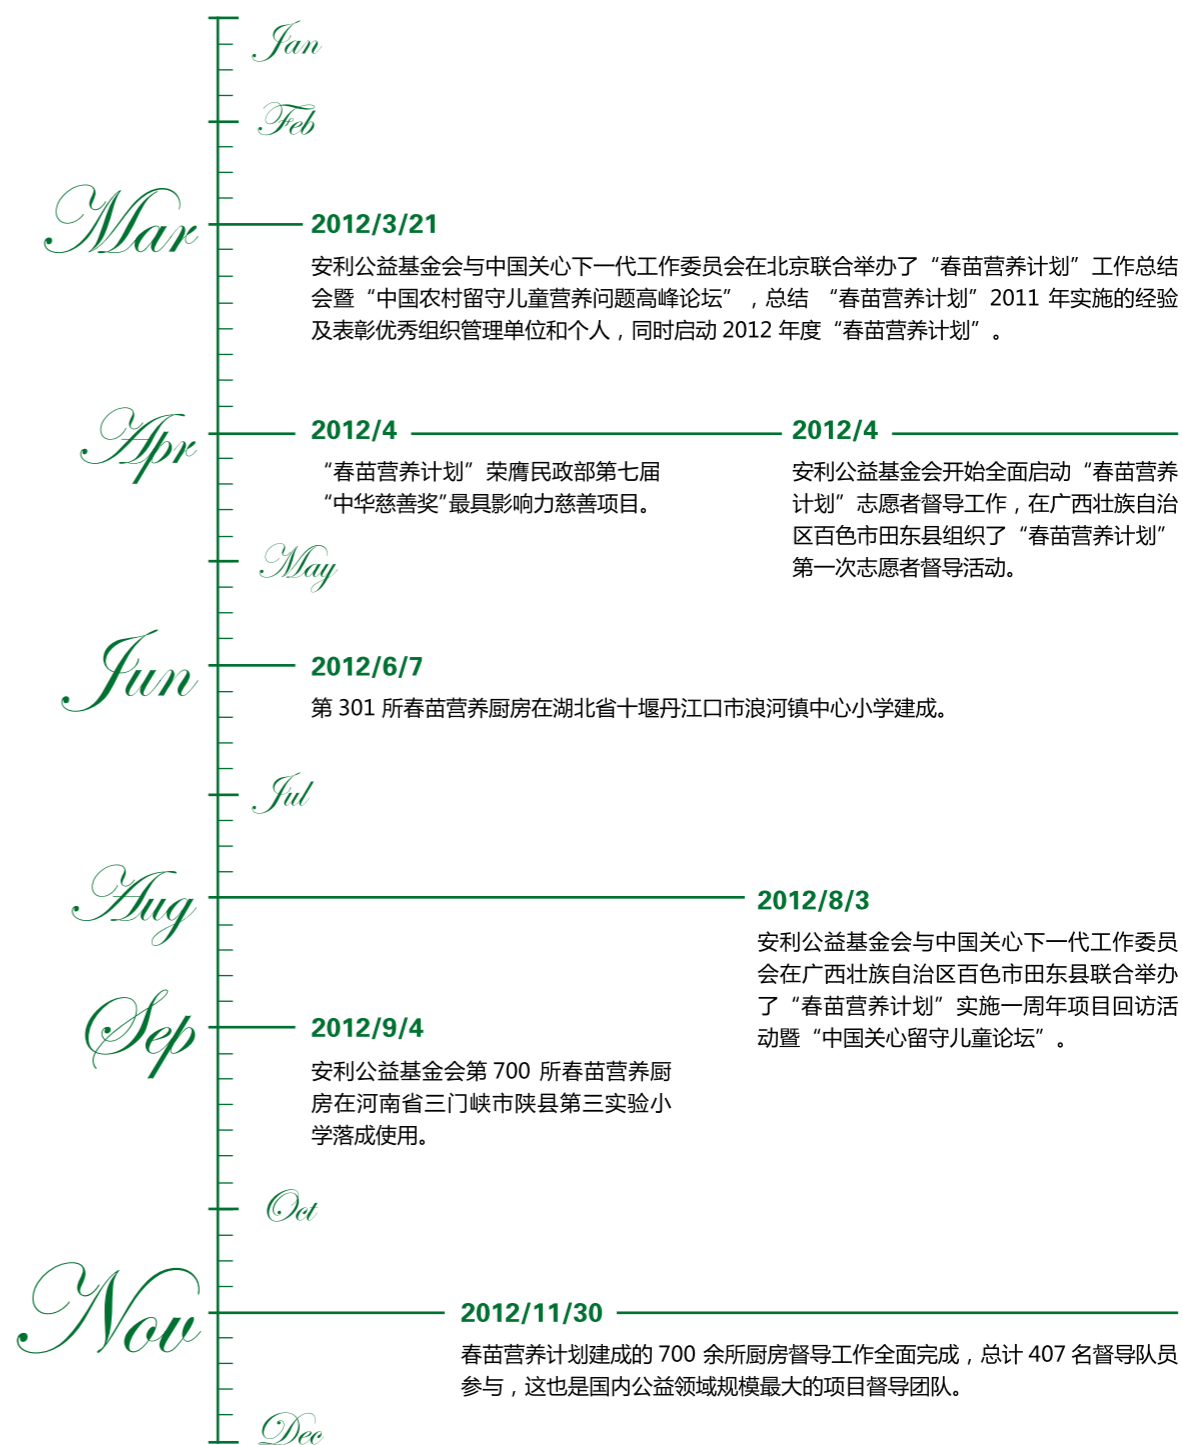 Jan
Feb
Mar
2012/3/21
安利公益基金会与中国关心下一代工作委员会在北京联合举办了“春苗营养计划”工作总结
会暨“中国农村留守儿童营养问题高峰论坛”，总结 “春苗营养计划”2011 年实施的经验
及表彰优秀组织管理单位和个人，同时启动 2012 年度“春苗营养计划”。
Apr
2012/4
“春苗营养计划”荣膺民政部第七届
“中华慈善奖”最具影响力慈善项目。
2012/4
安利公益基金会开始全面启动“春苗营养
计划”志愿者督导工作，在广西壮族自治
区百色市田东县组织了“春苗营养计划”
第一次志愿者督导活动。
May
Jun
2012/6/7
第 301 所春苗营养厨房在湖北省十堰丹江口市浪河镇中心小学建成。
Jul
Aug
2012/8/3
安利公益基金会与中国关心下一代工作委员
会在广西壮族自治区百色市田东县联合举办
了“春苗营养计划”实施一周年项目回访活
动暨“中国关心留守儿童论坛”。
Sep
2012/9/4
安利公益基金会第 700 所春苗营养厨
房在河南省三门峡市陕县第三实验小
学落成使用。
Oct
Nov
2012/11/30
春苗营养计划建成的 700 余所厨房督导工作全面完成，总计 407 名督导队员
参与，这也是国内公益领域规模最大的项目督导团队。
Dec